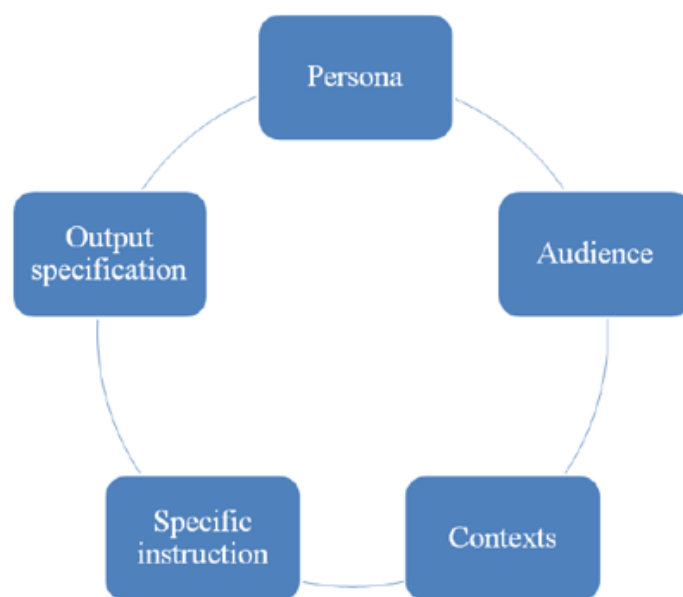 Persona
Audience
Contexts
Specific
instruction
Output
specification